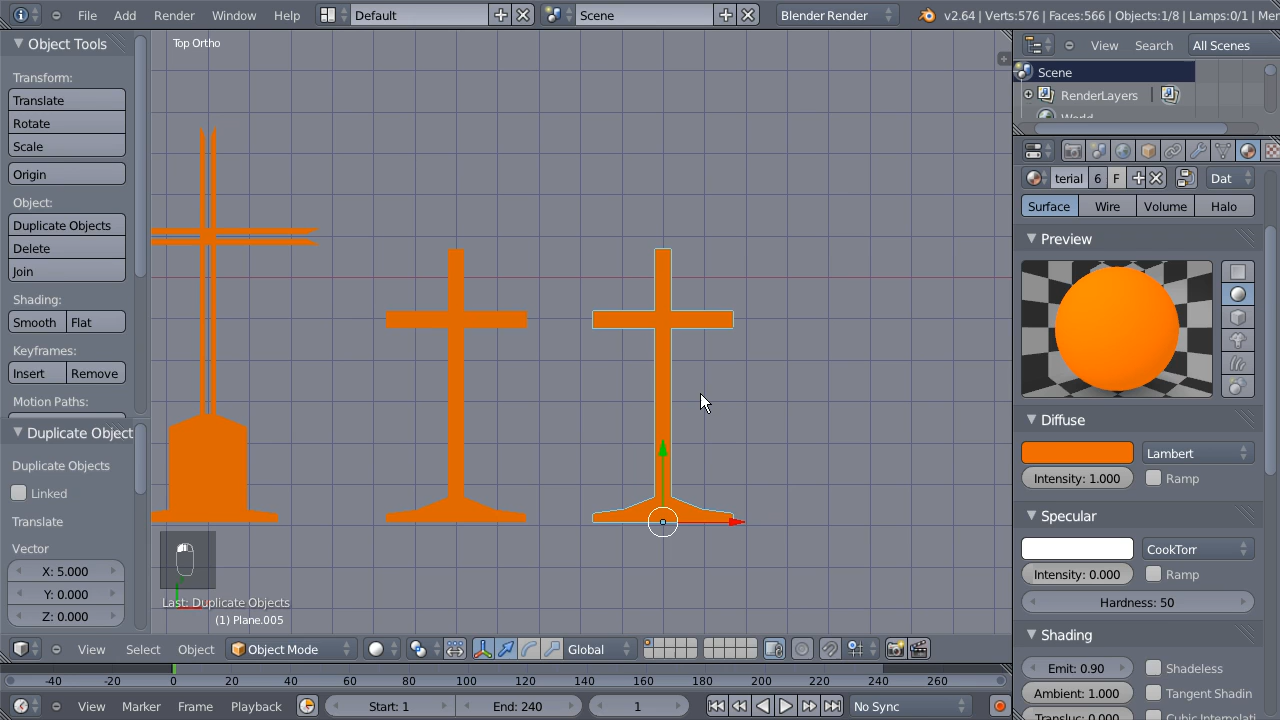 File Add Render Window Help Default Scene Blender Render v2.64 | Verts:576 | Faces:566 | Objects:1/8 | Lamps:0/1 |
Object Tools
Transform:
Translate
Rotate
Scale
Origin
Object:
Duplicate Objects
Delete
Join
Shading:
Smooth Flat
Keyframes:
Insert Remove
Motion Paths:
Duplicate Object
Duplicate Objects
Linked
Translate
Vector
X: 5.000
Y: 0.000
Z: 0.000
Top Ortho
Last: Duplicate Objects
(1) Plane.005
View Select Object Object Mode Global
-40 -20 0 20 40 60 80 100 120 140 160 180 200 220 240 260
View Marker Frame Playback Start: 1 End: 240 1 No Sync
View Search All Scenes
Scene
RenderLayers
World
terial 6 F Dat
Surface Wire Volume Halo
Preview
Diffuse
Lambert
Intensity: 1.000 Ramp
Specular
CookTorr
Intensity: 0.000 Ramp
Hardness: 50
Shading
Emit: 0.90 Shadeless
Ambient: 1.000 Tangent Shadin
Transluc: 0.000 Cubic Interpolati